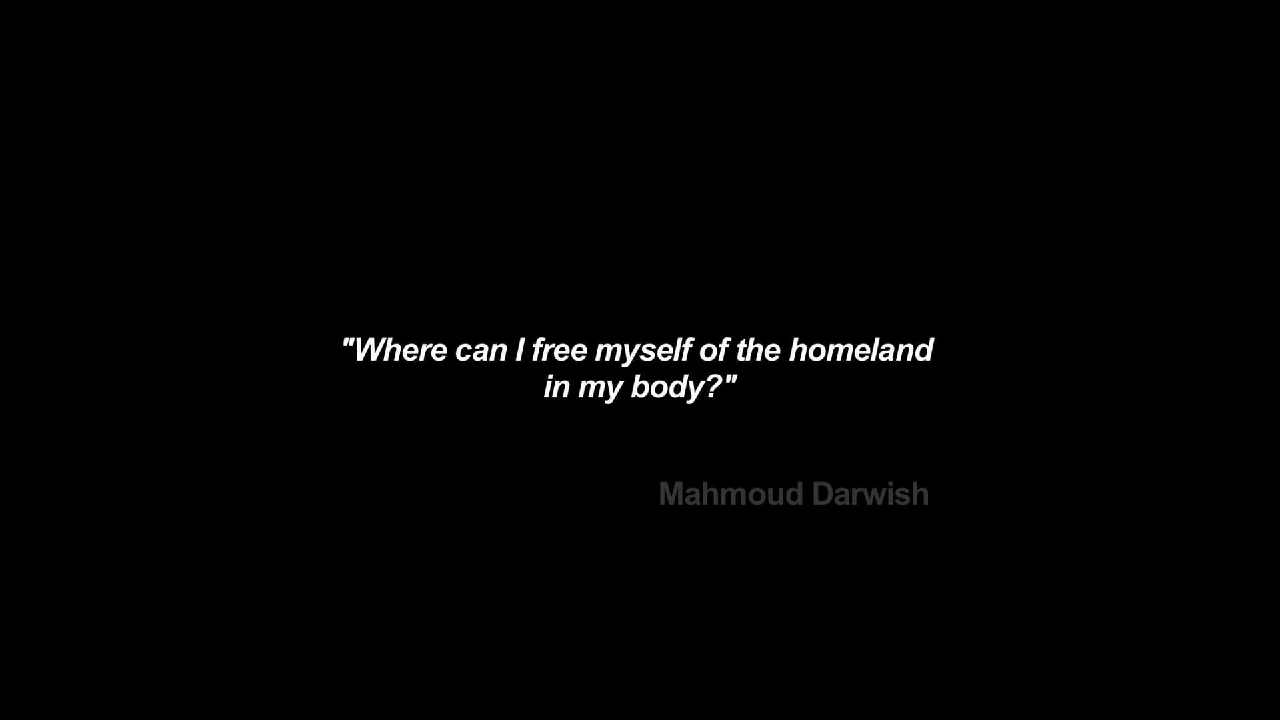 "Where can I free myself of the homeland
in my body?"
Mahmoud Darwish